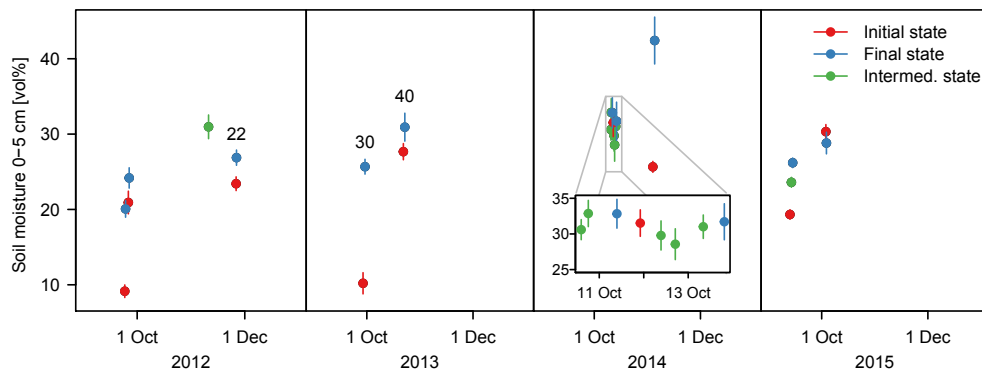 Soil moisture 0−5 cm [vol%]
40
30
20
10
22
30
40
Initial state
Final state
Intermed. state
35
30
25
11 Oct
13 Oct
1 Oct
1 Dec
1 Oct
1 Dec
1 Oct
1 Dec
1 Oct
1 Dec
2012
2013
2014
2015